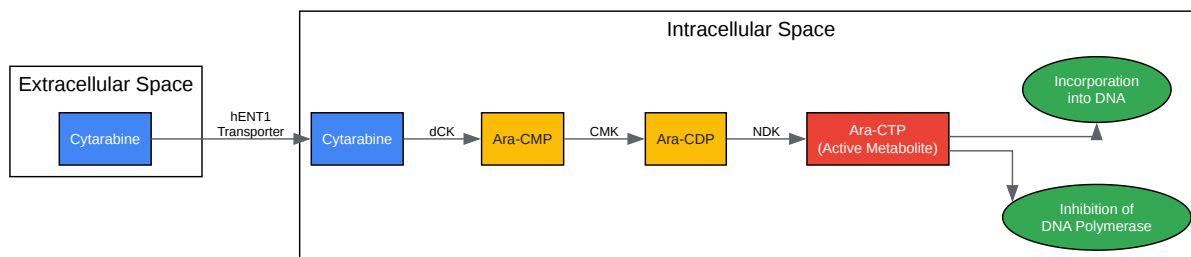 Intracellular Space
Extracellular Space
Cytarabine
hENT1
Transporter
Cytarabine
dCK
Ara-CMP
CMK
Ara-CDP
NDK
Ara-CTP
(Active Metabolite)
Incorporation
into DNA
Inhibition of
DNA Polymerase